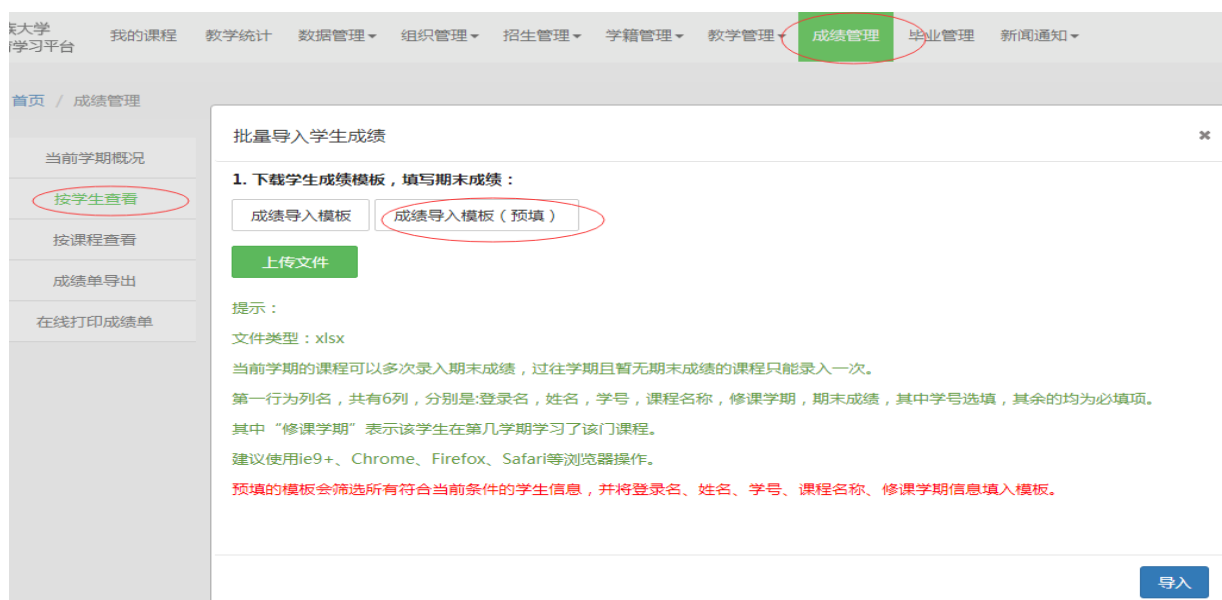 大学
我的课程 教学统计 数据管理 组织管理 招生管理 学籍管理 教学管理 成绩管理 毕业管理 新闻通知
学习平台
首页 / 成绩管理
当前学期概况
按学生查看
按课程查看
成绩单导出
在线打印成绩单
批量导入学生成绩 ×
1. 下载学生成绩模板，填写期末成绩：
成绩导入模板 成绩导入模板（预填）
上传文件
提示：
文件类型：xlsx
当前学期的课程可以多次录入期末成绩，过往学期且暂无期末成绩的课程只能录入一次。
第一行为列名，共有6列，分别是:登录名，姓名，学号，课程名称，修课学期，期末成绩，其中学号选填，其余的均为必填项。
其中“修课学期”表示该学生在第几学期学习了该门课程。
建议使用ie9+、Chrome、Firefox、Safari等浏览器操作。
预填的模板会筛选所有符合当前条件的学生信息，并将登录名、姓名、学号、课程名称、修课学期信息填入模板。
导入